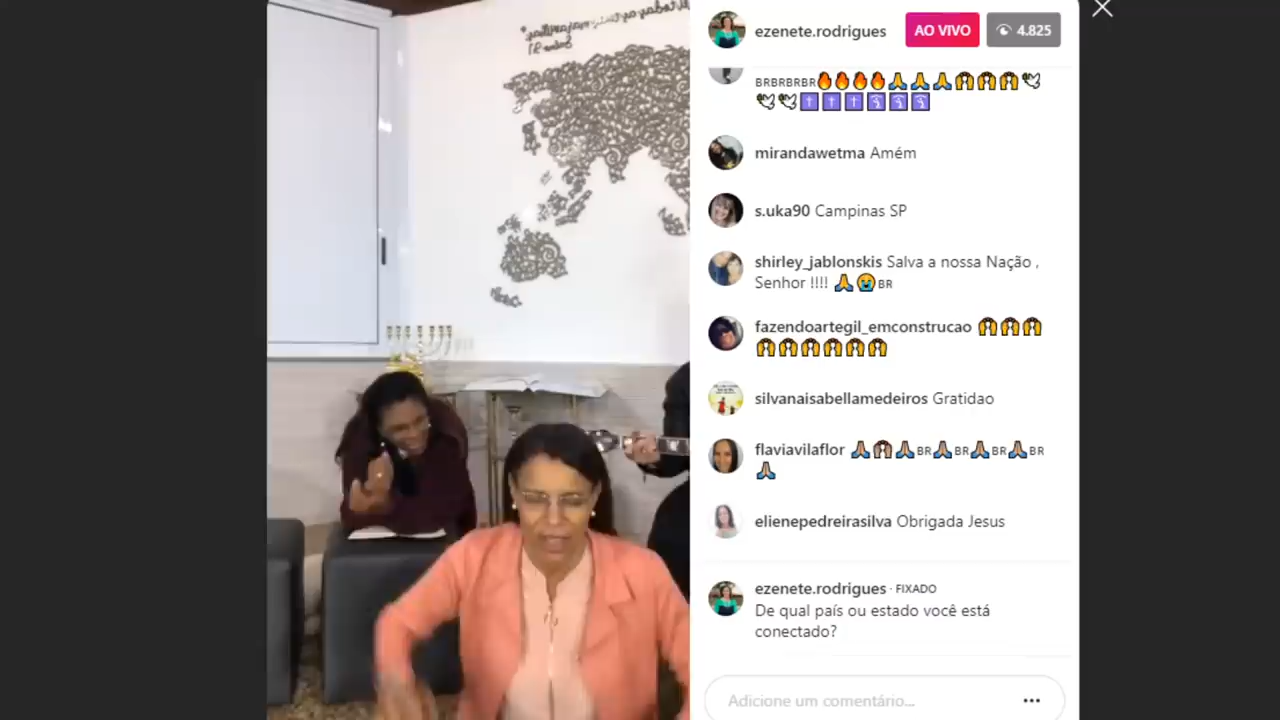 ezenete.rodrigues AO VIVO 4.825
BRBRBRBR🔥🔥🔥🔥🙏🙏🙏🙌🙌🙌🕊
🕊🕊✝✝✝🛐🛐🛐
mirandawetma Amém
s.uka90 Campinas SP
shirley_jablonskis Salva a nossa Nação ,
Senhor !!!! 🙏😭BR
fazendoartegil_emconstrucao 🙌🙌🙌
🙌🙌🙌🙌🙌🙌
silvanaisabellamedeiros Gratidao
flaviavilaflor 🙏🙌🙏BR🙏BR🙏BR🙏BR
🙏
elienepedreirasilva Obrigada Jesus
ezenete.rodrigues · FIXADO
De qual país ou estado você está
conectado?
Adicione um comentário...